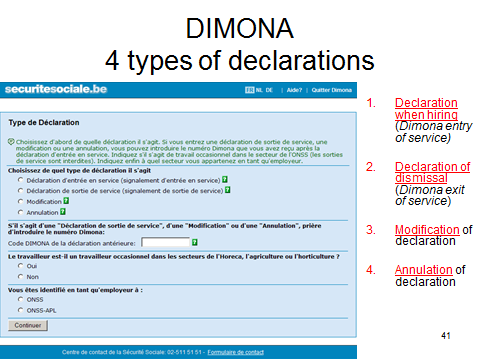 DIMONA
4 types of declarations
securitesociale.be
FR NL DE | Aide? | Quitter Dimona
Type de Déclaration
Choisissez d'abord de quelle déclaration il s'agit. Si vous entrez une déclaration de sortie de service, une
modification ou une annulation, vous pouvez introduire le numéro Dimona que vous avez reçu après la
déclaration d'entrée en service. Indiquez s'il s'agit de travail occasionnel dans le secteur de l'ONSS (les sorties
de service sont interdites). Indiquez enfin à quel secteur vous appartenez en tant qu'employeur.
Choisissez de quel type de déclaration il s'agit
Déclaration d'entrée en service (signalement d'entrée en service) ?
Déclaration de sortie de service (signalement de sortie de service) ?
Modification ?
Annulation ?
S'il s'agit d'une "Déclaration de sortie de service", d'une "Modification ou d'une "Annulation", prière
d'introduire le numéro Dimona:
Code DIMONA de la déclaration antérieure: ?
Le travailleur est-il un travailleur occasionnel dans les secteurs de l'Horeca, l'agriculture ou l'horticulture ?
Oui
Non
Vous êtes identifié en tant qu'employeur à :
ONSS
ONSS-APL
Continuer
Centre de contact de la Sécurité Sociale: 02-511 51 51 - Formulaire de contact
1. Declaration
when hiring
(Dimona entry
of service)
2. Declaration of
dismissal
(Dimona exit
of service)
3. Modification of
declaration
4. Annulation of
declaration
41